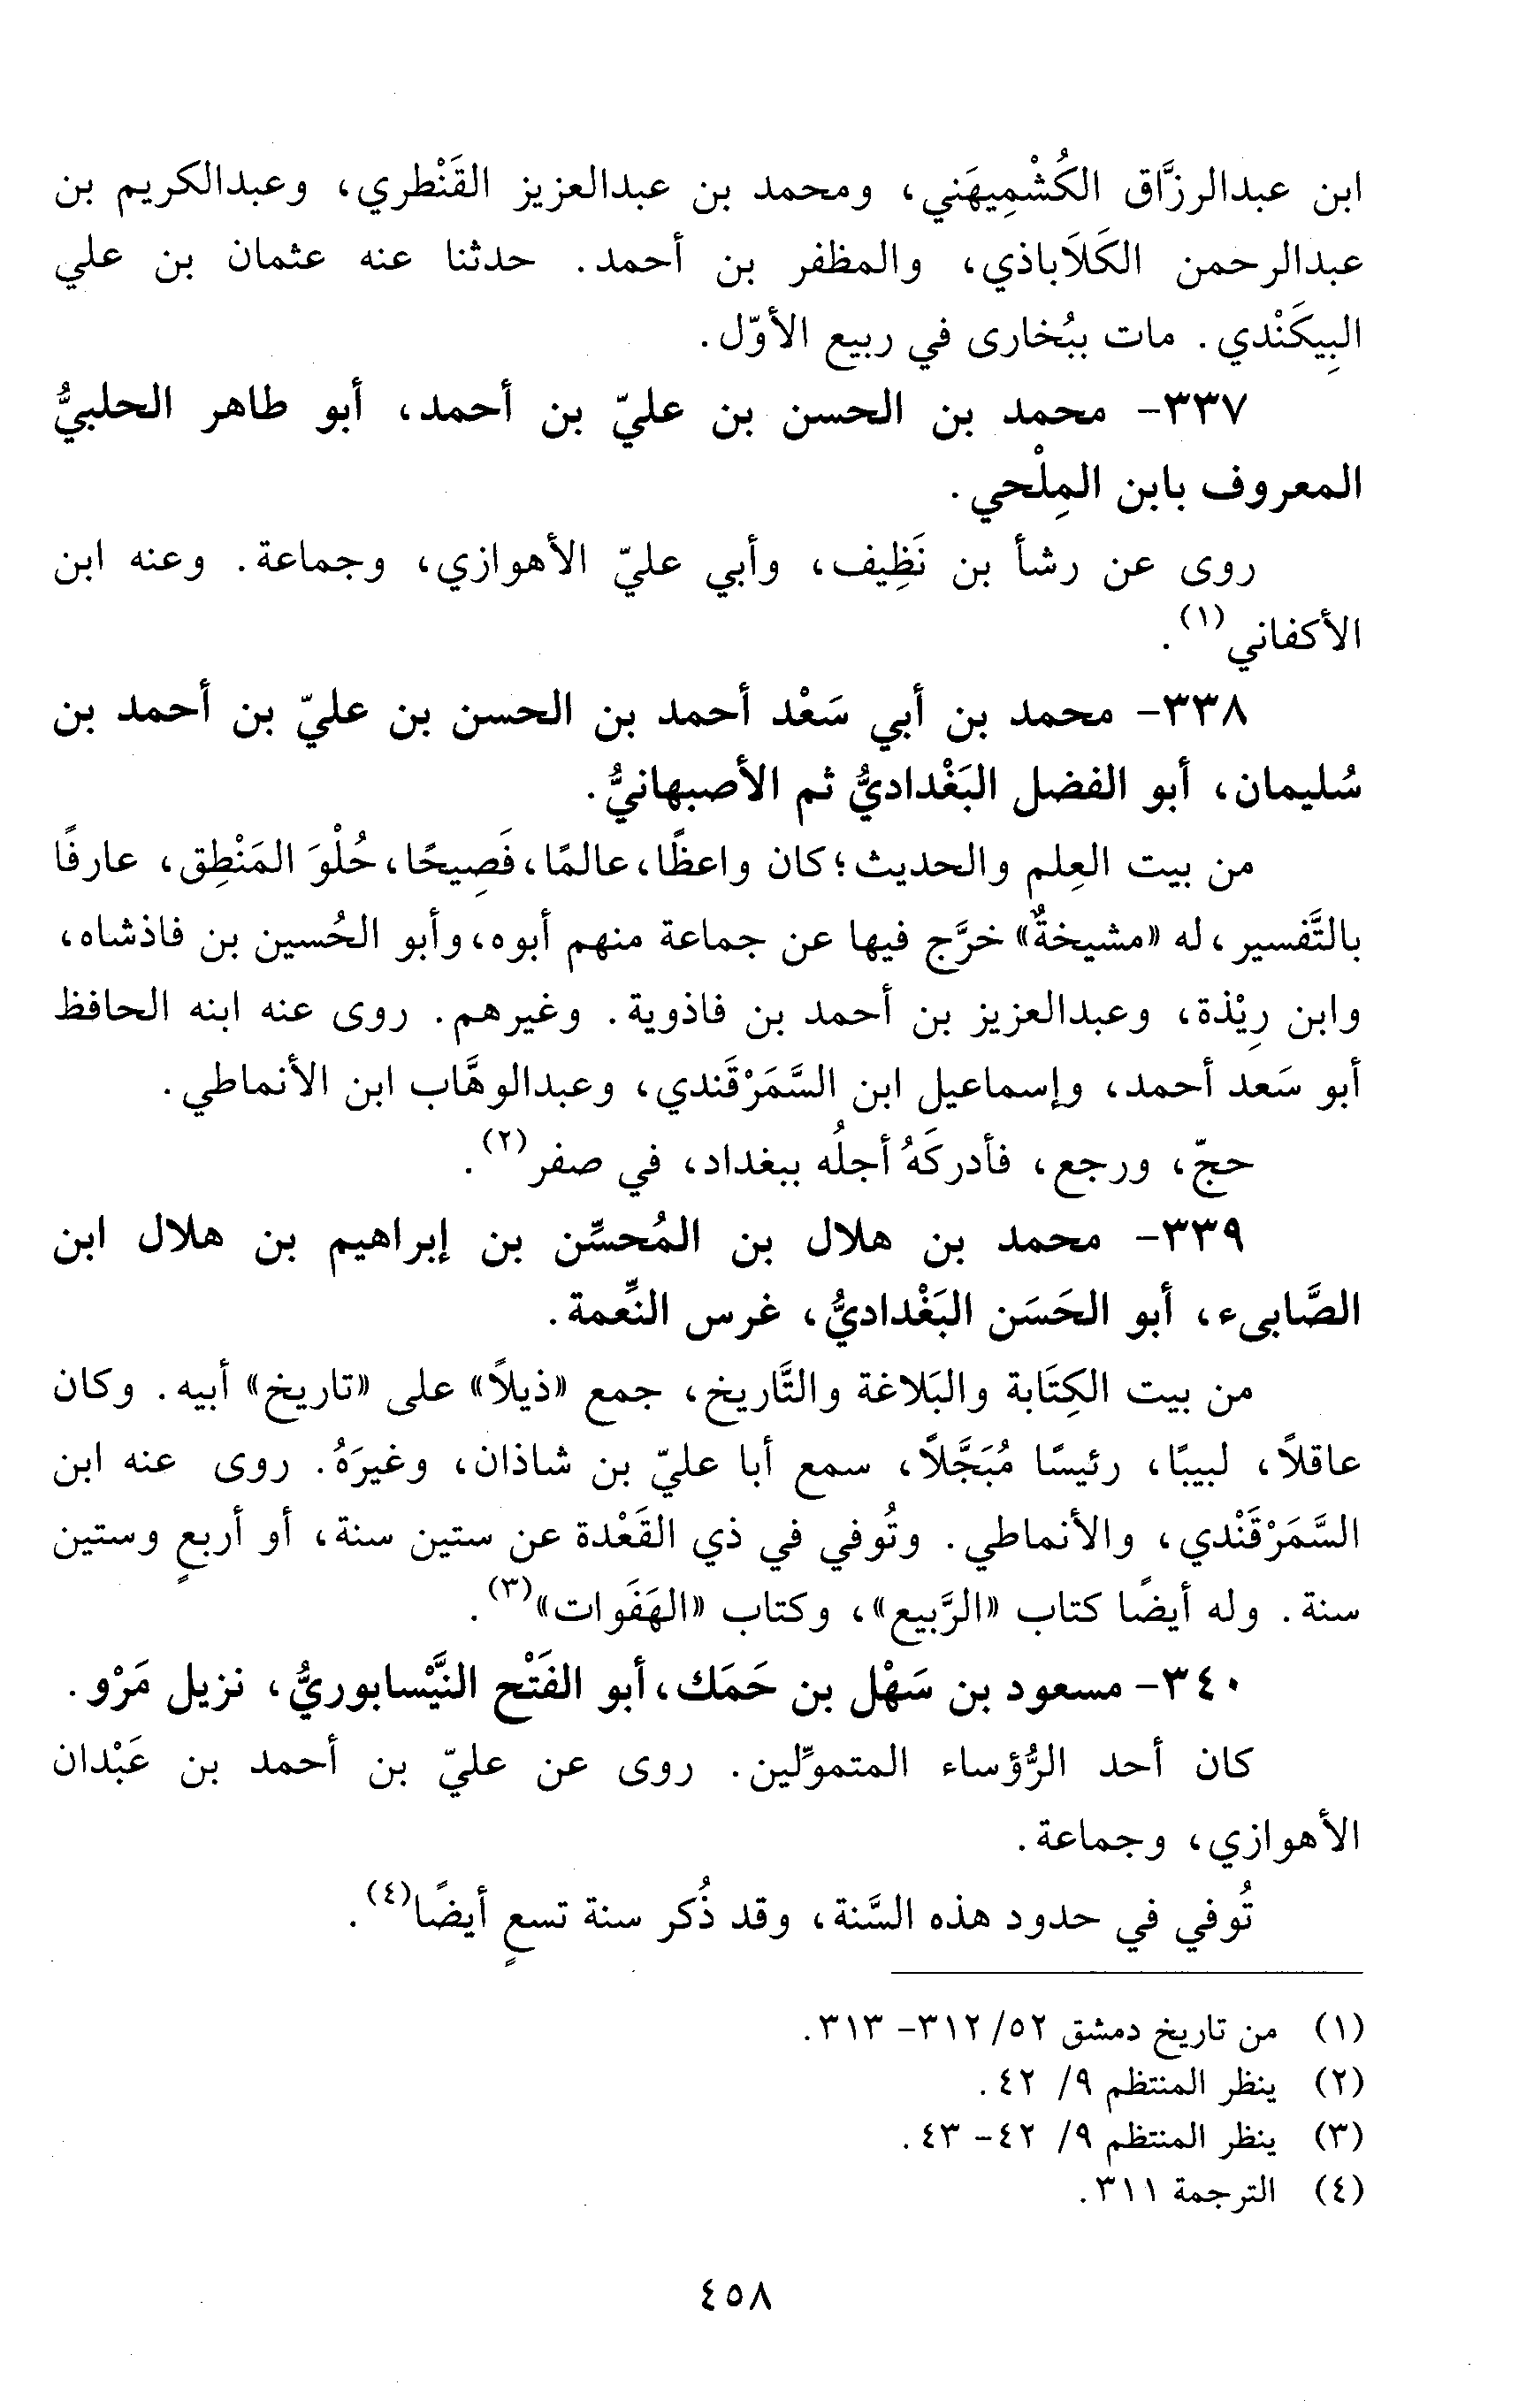 ابن عبدالرزَّاق الكُشْمِيهَني، ومحمد بن عبدالعزيز القَنْطري، وعبدالكريم بن
عبدالرحمن الكَلَاباذي، والمظفر بن أحمد. حدثنا عنه عثمان بن علي
البِيكَنْدي. مات ببُخارى في ربيع الأوّل.
٣٣٧- محمد بن الحسن بن عليّ بن أحمد، أبو طاهر الحلبيُّ
المعروف بابن المِلْحي.
روى عن رشأ بن نَظِيف، وأبي عليّ الأهوازي، وجماعة. وعنه ابن
الأكفاني(١).
٣٣٨- محمد بن أبي سَعْد أحمد بن الحسن بن عليّ بن أحمد بن
سُليمان، أبو الفضل البَغْداديُّ ثم الأصبهانيُّ.
من بيت العِلم والحديث؛ كان واعظًا، عالمًا، فَصِيحًا، حُلْوَ المَنْطِق، عارفًا
بالتَّفسير، له «مشيخةٌ» خرَّج فيها عن جماعة منهم أبوه، وأبو الحُسين بن فاذشاه،
وابن رِيْذة، وعبدالعزيز بن أحمد بن فاذوية. وغيرهم. روى عنه ابنه الحافظ
أبو سَعد أحمد، وإسماعيل ابن السَّمَرْقَندي، وعبدالوهَّاب ابن الأنماطي.
حجّ، ورجع، فأدركَهُ أجلُه ببغداد، في صفر(٢).
٣٣٩- محمد بن هلال بن المُحسِّن بن إبراهيم بن هلال ابن
الصَّابىء، أبو الحَسَن البَغْداديُّ، غرس النِّعمة.
من بيت الكِتَابة والبَلاغة والتَّاريخ، جمع «ذيلاً» على «تاريخ» أبيه. وكان
عاقلاً، لبيبًا، رئيسًا مُبَجَّلاً، سمع أبا عليّ بن شاذان، وغيرَهُ. روى عنه ابن
السَّمَرْقَنْدي، والأنماطي. وتُوفي في ذي القَعْدة عن ستين سنة، أو أربعٍ وستين
سنة. وله أيضًا كتاب «الرَّبيع»، وكتاب «الهَفَوات»(٣).
٣٤٠- مسعود بن سَهْل بن حَمَك، أبو الفَتْح النَّيْسابوريُّ، نزيل مَرْو.
كان أحد الرُّؤساء المتموِّلين. روى عن عليّ بن أحمد بن عَبْدان
الأهوازي، وجماعة.
تُوفي في حدود هذه السَّنة، وقد ذُكر سنة تسعٍ أيضًا(٤).
(١) من تاريخ دمشق ٥٢/ ٣١٢- ٣١٣.
(٢) ينظر المنتظم ٩/ ٤٢.
(٣) ينظر المنتظم ٩/ ٤٢- ٤٣.
(٤) الترجمة ٣١١.
٤٥٨